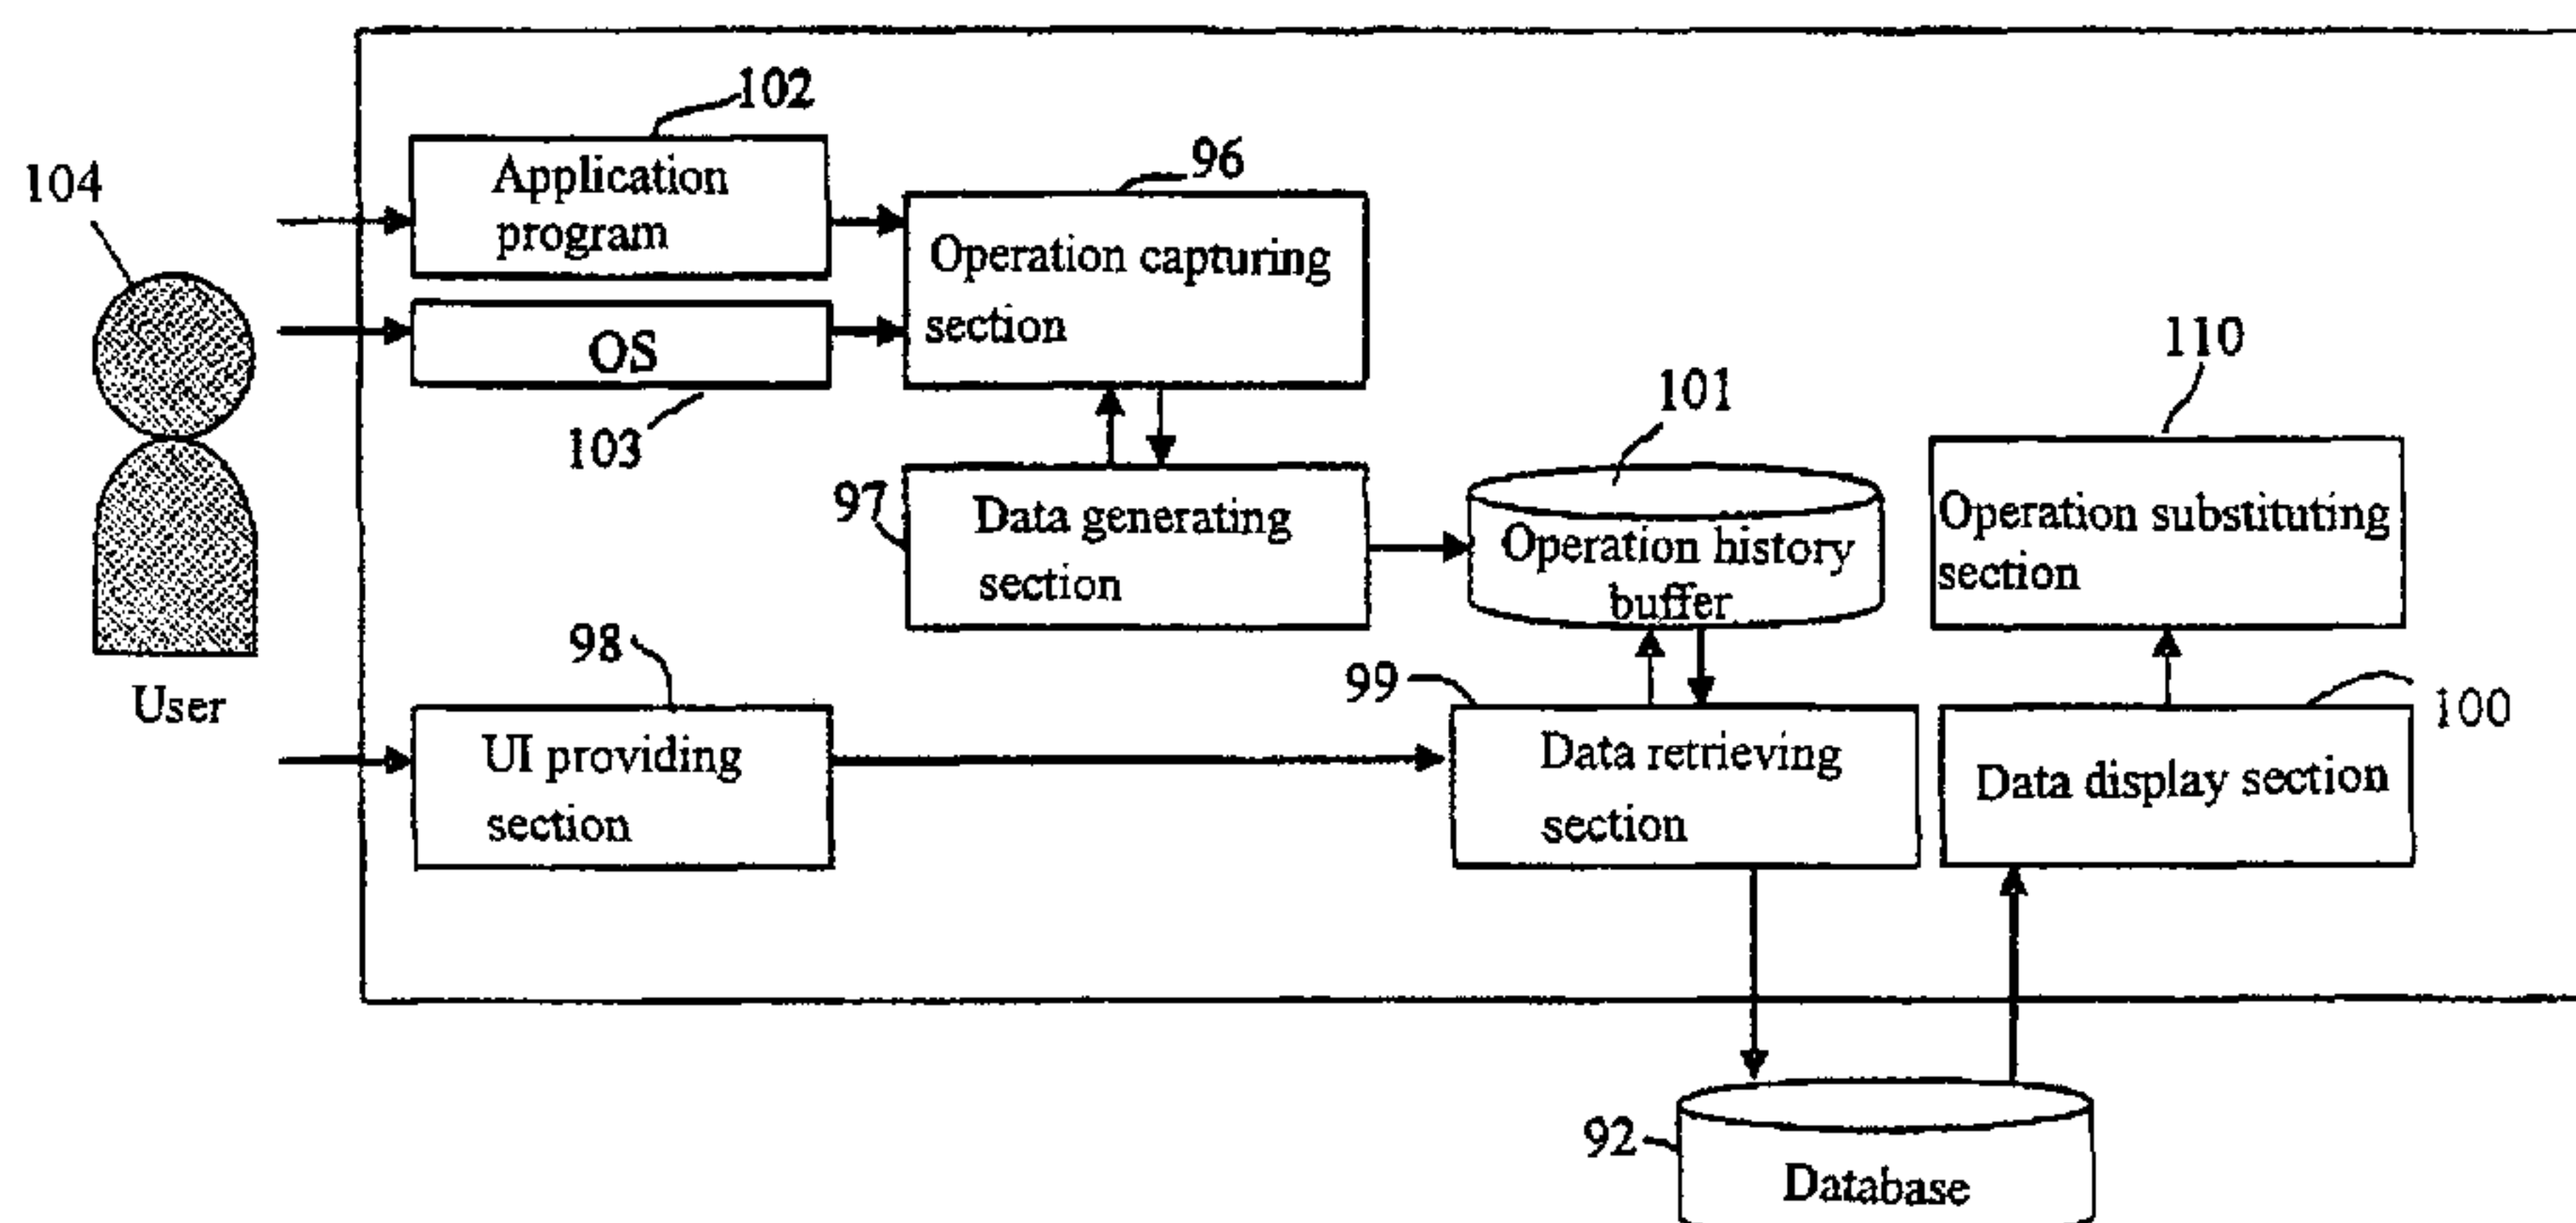 102
Application
program
96
104
Operation capturing
section
OS
103
110
101
97
Data generating
section
Operation history
buffer
Operation substituting
section
98
User
99
100
UI providing
section
Data retrieving
section
Data display section
92
Database